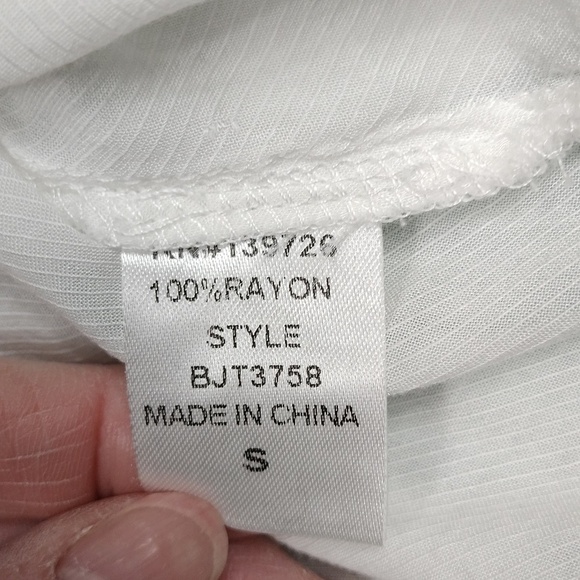 RN#139726
100%RAYON
STYLE
BJT3758
MADE IN CHINA
S